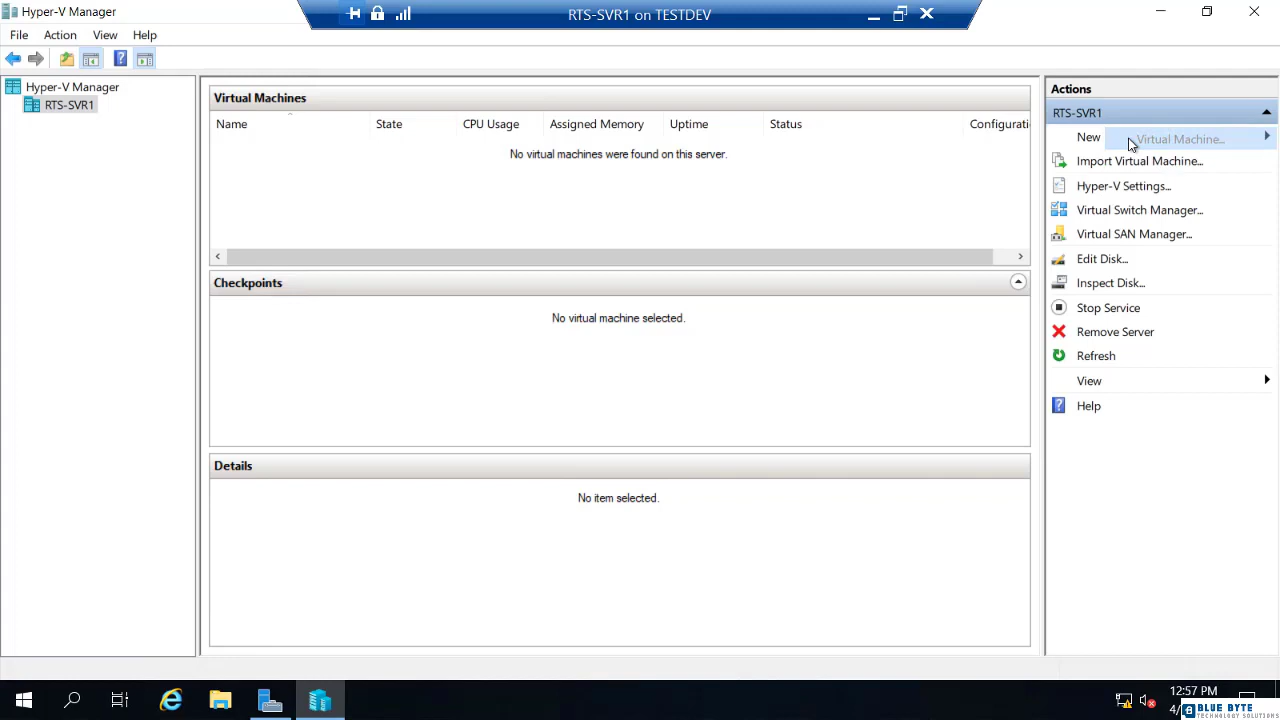 Hyper-V Manager
RTS-SVR1 on TESTDEV
File Action View Help
Hyper-V Manager
RTS-SVR1
Virtual Machines
Name State CPU Usage Assigned Memory Uptime Status Configurati
No virtual machines were found on this server.
Checkpoints
No virtual machine selected.
Details
No item selected.
Actions
RTS-SVR1
New Virtual Machine...
Import Virtual Machine...
Hyper-V Settings...
Virtual Switch Manager...
Virtual SAN Manager...
Edit Disk...
Inspect Disk...
Stop Service
Remove Server
Refresh
View
Help
12:57 PM
4/
BLUE BYTE
TECHNOLOGY SOLUTIONS